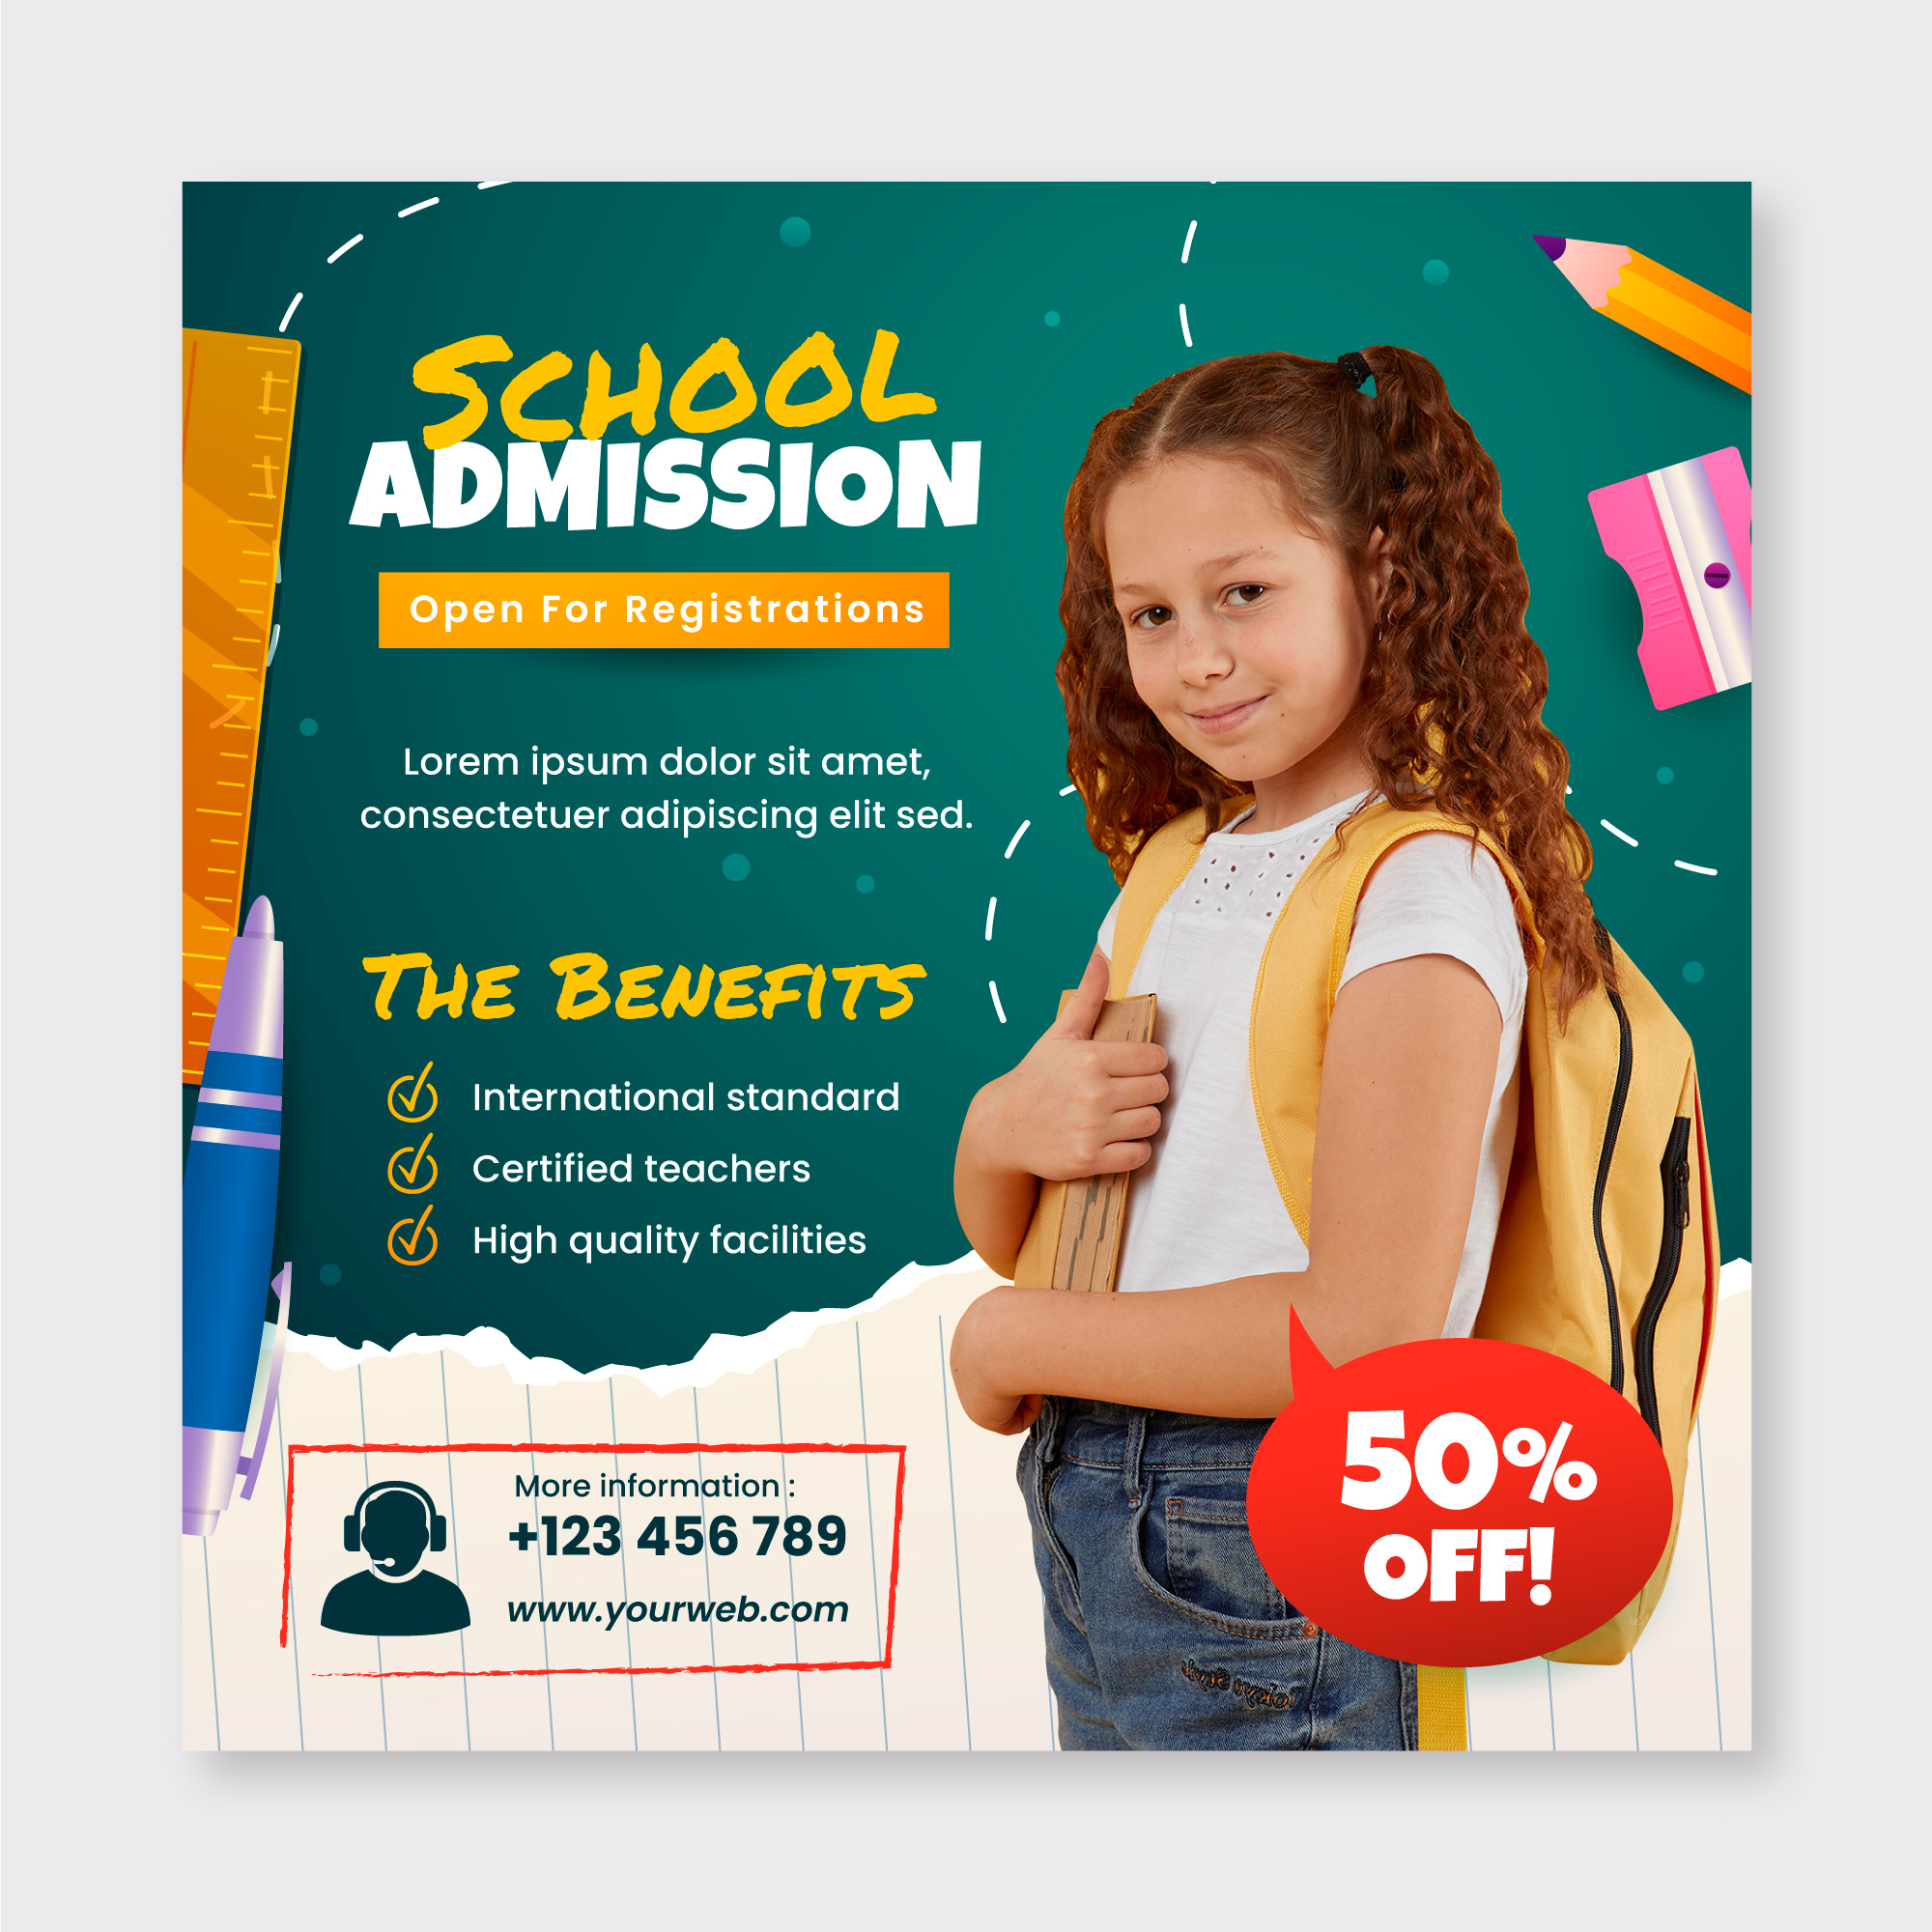 SCHOOL
ADMISSION
Open For Registrations
Lorem ipsum dolor sit amet,
consectetuer adipiscing elit sed.
THE BENEFITS
International standard
Certified teachers
High quality facilities
More information :
+123 456 789
www.yourweb.com
50%
OFF!